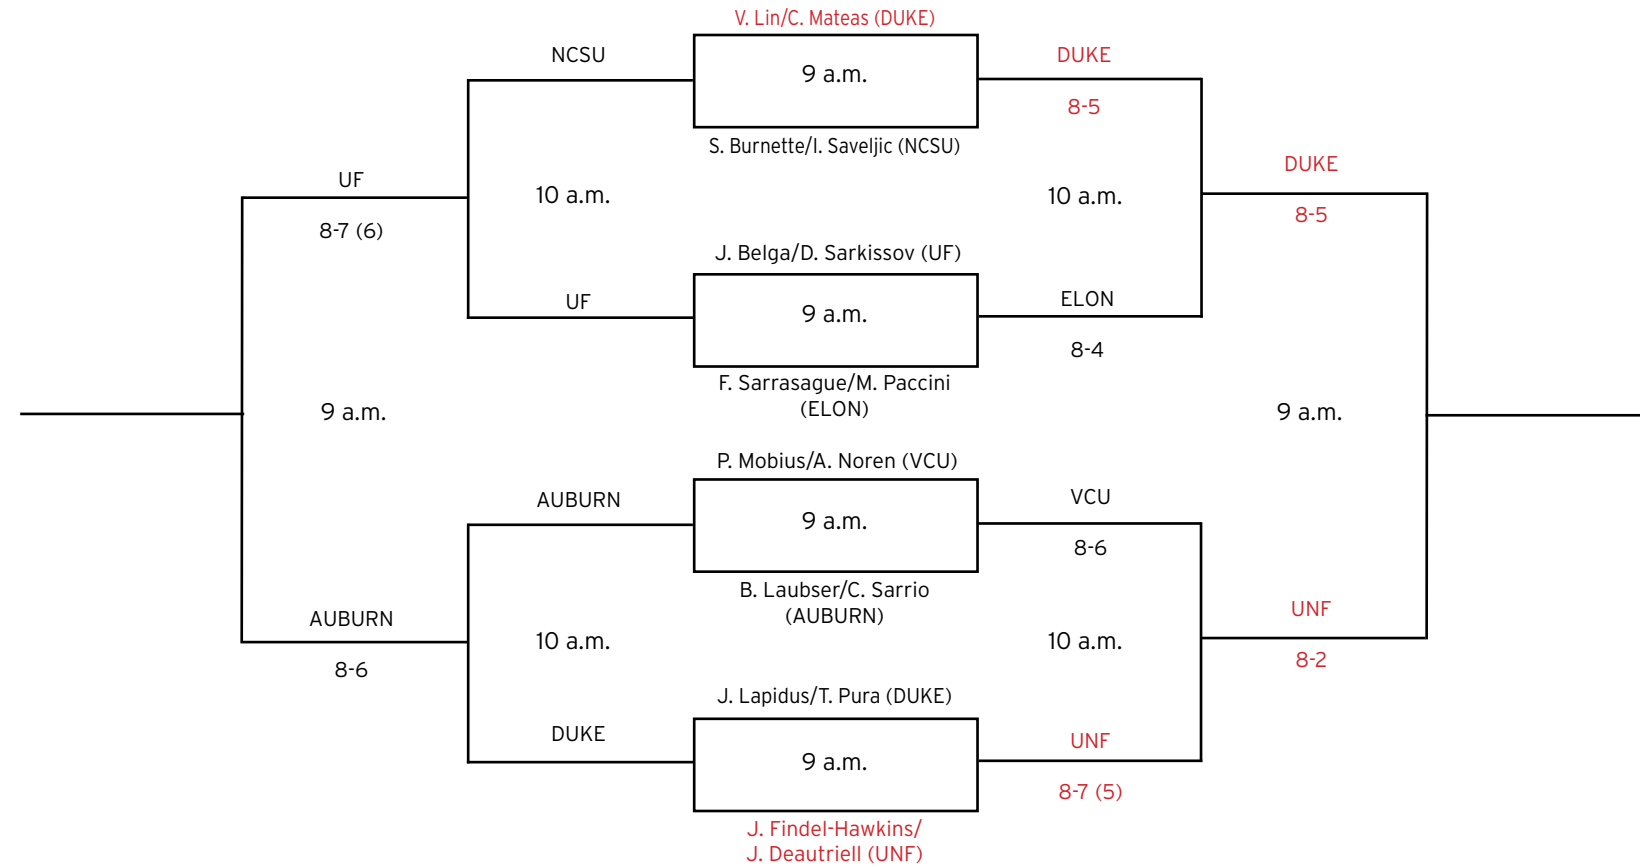 V. Lin/C. Mateas (DUKE)
NCSU
9 a.m.
DUKE
8-5
S. Burnette/I. Saveljic (NCSU)
UF
8-7 (6)
10 a.m.
10 a.m.
DUKE
8-5
J. Belga/D. Sarkissov (UF)
UF
9 a.m.
ELON
8-4
F. Sarrasague/M. Paccini
(ELON)
9 a.m.
9 a.m.
P. Mobius/A. Noren (VCU)
AUBURN
9 a.m.
VCU
8-6
B. Laubser/C. Sarrio
(AUBURN)
AUBURN
8-6
10 a.m.
10 a.m.
UNF
8-2
J. Lapidus/T. Pura (DUKE)
DUKE
9 a.m.
UNF
8-7 (5)
J. Findel-Hawkins/
J. Deautriell (UNF)